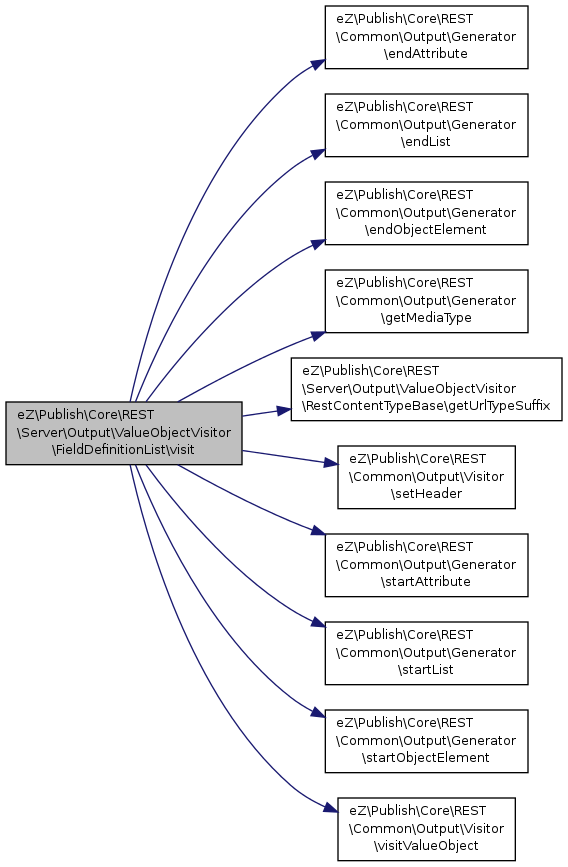 eZ\Publish\Core\REST
\Server\Output\ValueObjectVisitor
\FieldDefinitionList\visit
eZ\Publish\Core\REST
\Common\Output\Generator
\endAttribute
eZ\Publish\Core\REST
\Common\Output\Generator
\endList
eZ\Publish\Core\REST
\Common\Output\Generator
\endObjectElement
eZ\Publish\Core\REST
\Common\Output\Generator
\getMediaType
eZ\Publish\Core\REST
\Server\Output\ValueObjectVisitor
\RestContentTypeBase\getUrlTypeSuffix
eZ\Publish\Core\REST
\Common\Output\Visitor
\setHeader
eZ\Publish\Core\REST
\Common\Output\Generator
\startAttribute
eZ\Publish\Core\REST
\Common\Output\Generator
\startList
eZ\Publish\Core\REST
\Common\Output\Generator
\startObjectElement
eZ\Publish\Core\REST
\Common\Output\Visitor
\visitValueObject